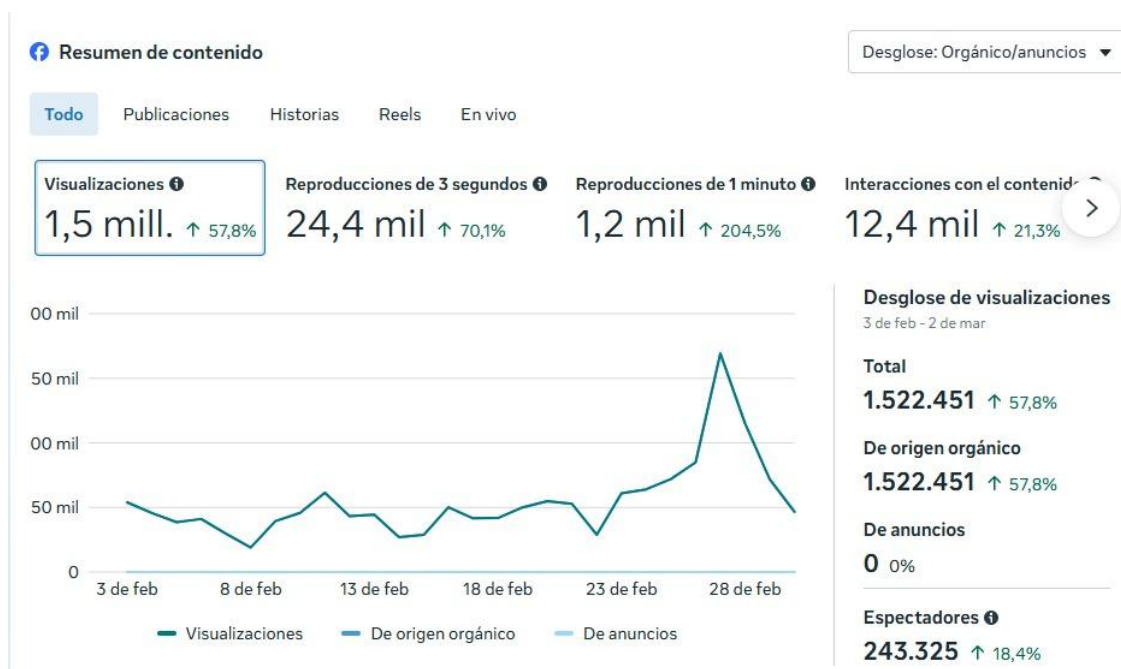 Resumen de contenido
Desglose: Orgánico/anuncios
Todo Publicaciones Historias Reels En vivo
Visualizaciones Reproducciones de 3 segundos Reproducciones de 1 minuto Interacciones con el
1,5 mill. ↑ 57,8% 24,4 mil ↑ 70,1% 1,2 mil ↑ 204,5% 12,4 mil ↑ 21,3%
Desglose de visualizaciones
3 de feb - 2 de mar
Total
1.522.451 ↑ 57,8%
De origen orgánico
1.522.451 ↑ 57,8%
De anuncios
0 0%
Espectadores
243.325 ↑ 18,4%
00 mil
50 mil
00 mil
50 mil
0
3 de feb 8 de feb 13 de feb 18 de feb 23 de feb 28 de feb
Visualizaciones De origen orgánico De anuncios